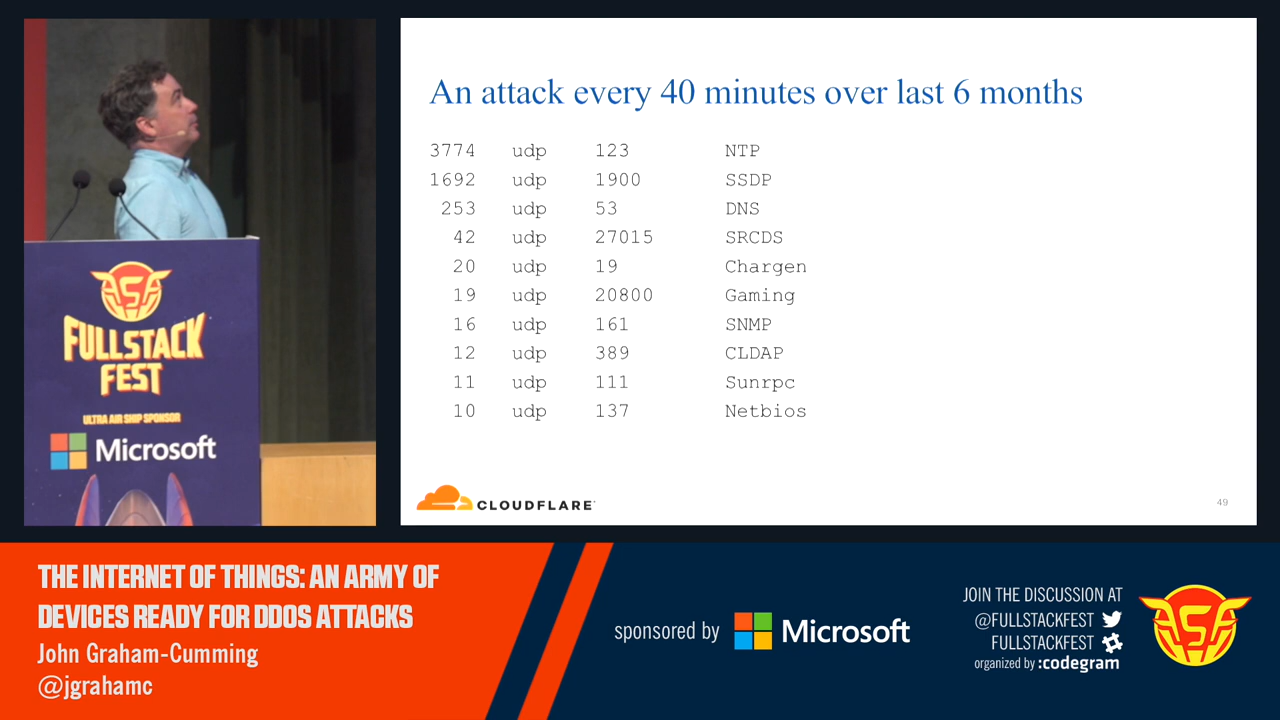 An attack every 40 minutes over last 6 months
3774 udp 123 NTP
1692 udp 1900 SSDP
253 udp 53 DNS
42 udp 27015 SRCDS
20 udp 19 Chargen
19 udp 20800 Gaming
16 udp 161 SNMP
12 udp 389 CLDAP
11 udp 111 Sunrpc
10 udp 137 Netbios
CLOUDFLARE
49
FULLSTACK
FEST
ULTRA AIR SHIP SPONSOR
Microsoft
THE INTERNET OF THINGS: AN ARMY OF
DEVICES READY FOR DDOS ATTACKS
John Graham-Cumming
@jgrahamc
sponsored by Microsoft
JOIN THE DISCUSSION AT
@FULLSTACKFEST
FULLSTACKFEST
organized by :codegram